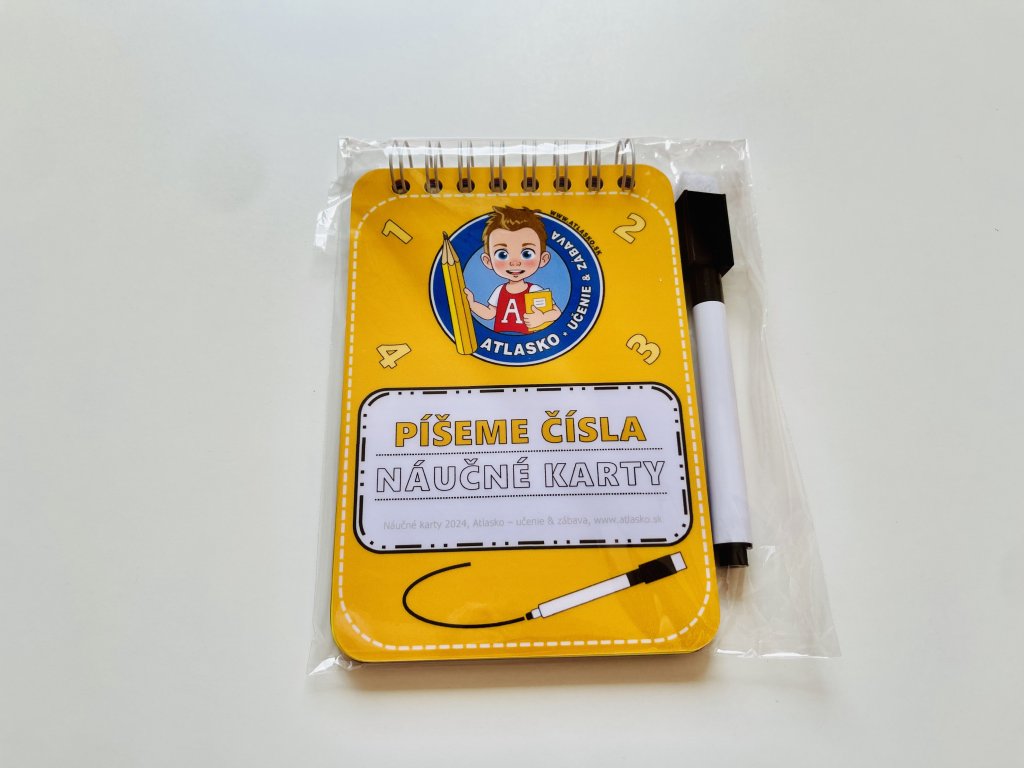 1
2
WWW.ATLASKO.SK
A
ATLASKO * UČENIE & ZÁBAVA
4
3
PÍŠEME ČÍSLA
NÁUČNÉ KARTY
Náučné karty 2024, Atlasko – učenie & zábava, www.atlasko.sk